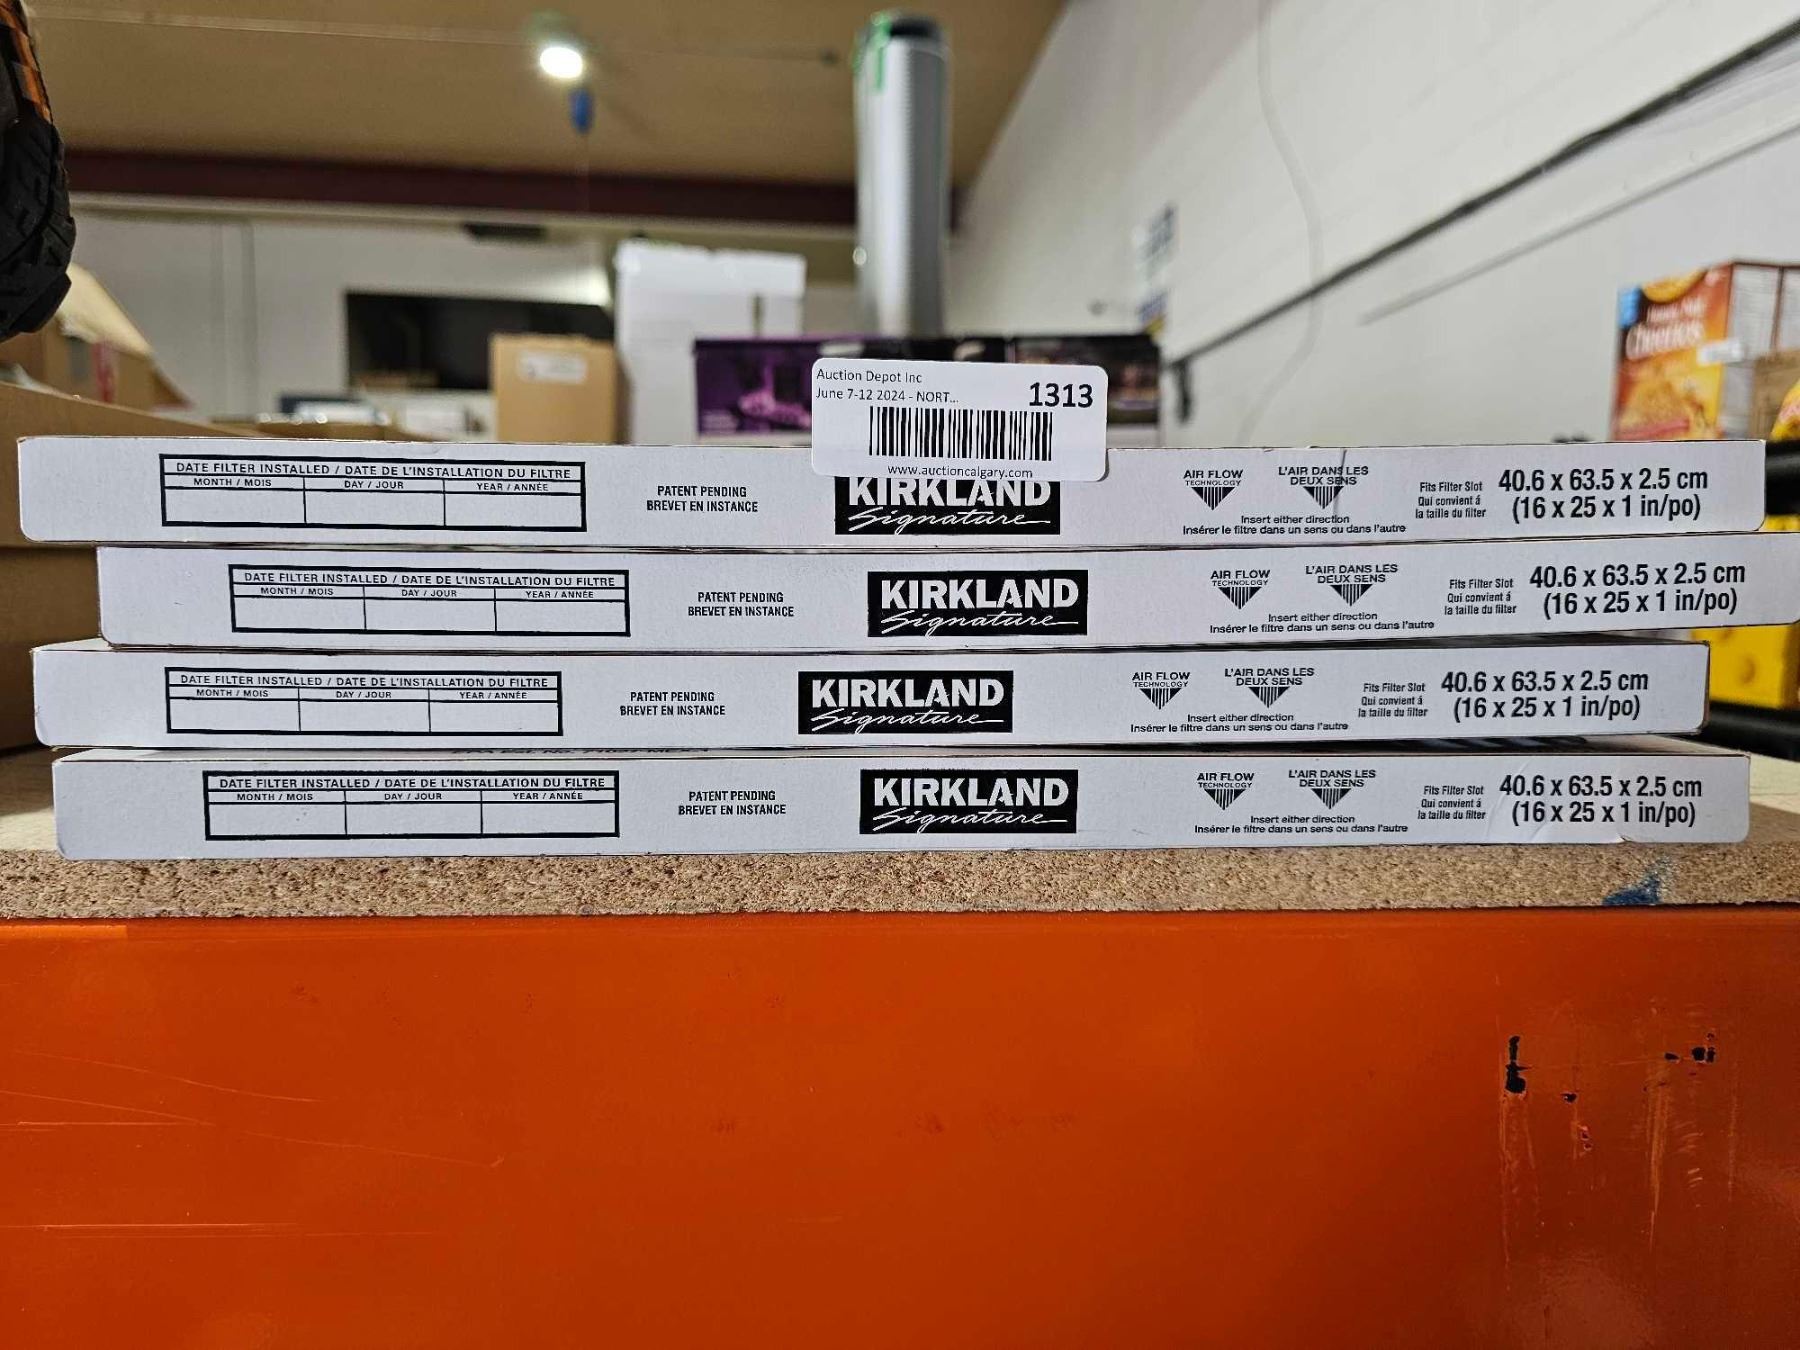 Auction Depot Inc
June 7-12 2024 - NORT...
1313
www.auctioncalgary.com
Cheerios
DATE FILTER INSTALLED / DATE DE L'INSTALLATION DU FILTRE
MONTH / MOIS DAY / JOUR YEAR / ANNÉE
PATENT PENDING
BREVET EN INSTANCE
KIRKLAND
Signature
AIR FLOW
TECHNOLOGY
L'AIR DANS LES
DEUX SENS
Insert either direction
Insérer le filtre dans un sens ou dans l'autre
Fits Filter Slot
Qui convient á
la taille du filter
40.6 x 63.5 x 2.5 cm
(16 x 25 x 1 in/po)
DATE FILTER INSTALLED / DATE DE L'INSTALLATION DU FILTRE
MONTH / MOIS DAY / JOUR YEAR / ANNÉE
PATENT PENDING
BREVET EN INSTANCE
KIRKLAND
Signature
AIR FLOW
TECHNOLOGY
L'AIR DANS LES
DEUX SENS
Insert either direction
Insérer le filtre dans un sens ou dans l'autre
Fits Filter Slot
Qui convient á
la taille du filter
40.6 x 63.5 x 2.5 cm
(16 x 25 x 1 in/po)
DATE FILTER INSTALLED / DATE DE L'INSTALLATION DU FILTRE
MONTH / MOIS DAY / JOUR YEAR / ANNÉE
PATENT PENDING
BREVET EN INSTANCE
KIRKLAND
Signature
AIR FLOW
TECHNOLOGY
L'AIR DANS LES
DEUX SENS
Insert either direction
Insérer le filtre dans un sens ou dans l'autre
Fits Filter Slot
Qui convient á
la taille du filter
40.6 x 63.5 x 2.5 cm
(16 x 25 x 1 in/po)
DATE FILTER INSTALLED / DATE DE L'INSTALLATION DU FILTRE
MONTH / MOIS DAY / JOUR YEAR / ANNÉE
PATENT PENDING
BREVET EN INSTANCE
KIRKLAND
Signature
AIR FLOW
TECHNOLOGY
L'AIR DANS LES
DEUX SENS
Insert either direction
Insérer le filtre dans un sens ou dans l'autre
Fits Filter Slot
Qui convient á
la taille du filter
40.6 x 63.5 x 2.5 cm
(16 x 25 x 1 in/po)